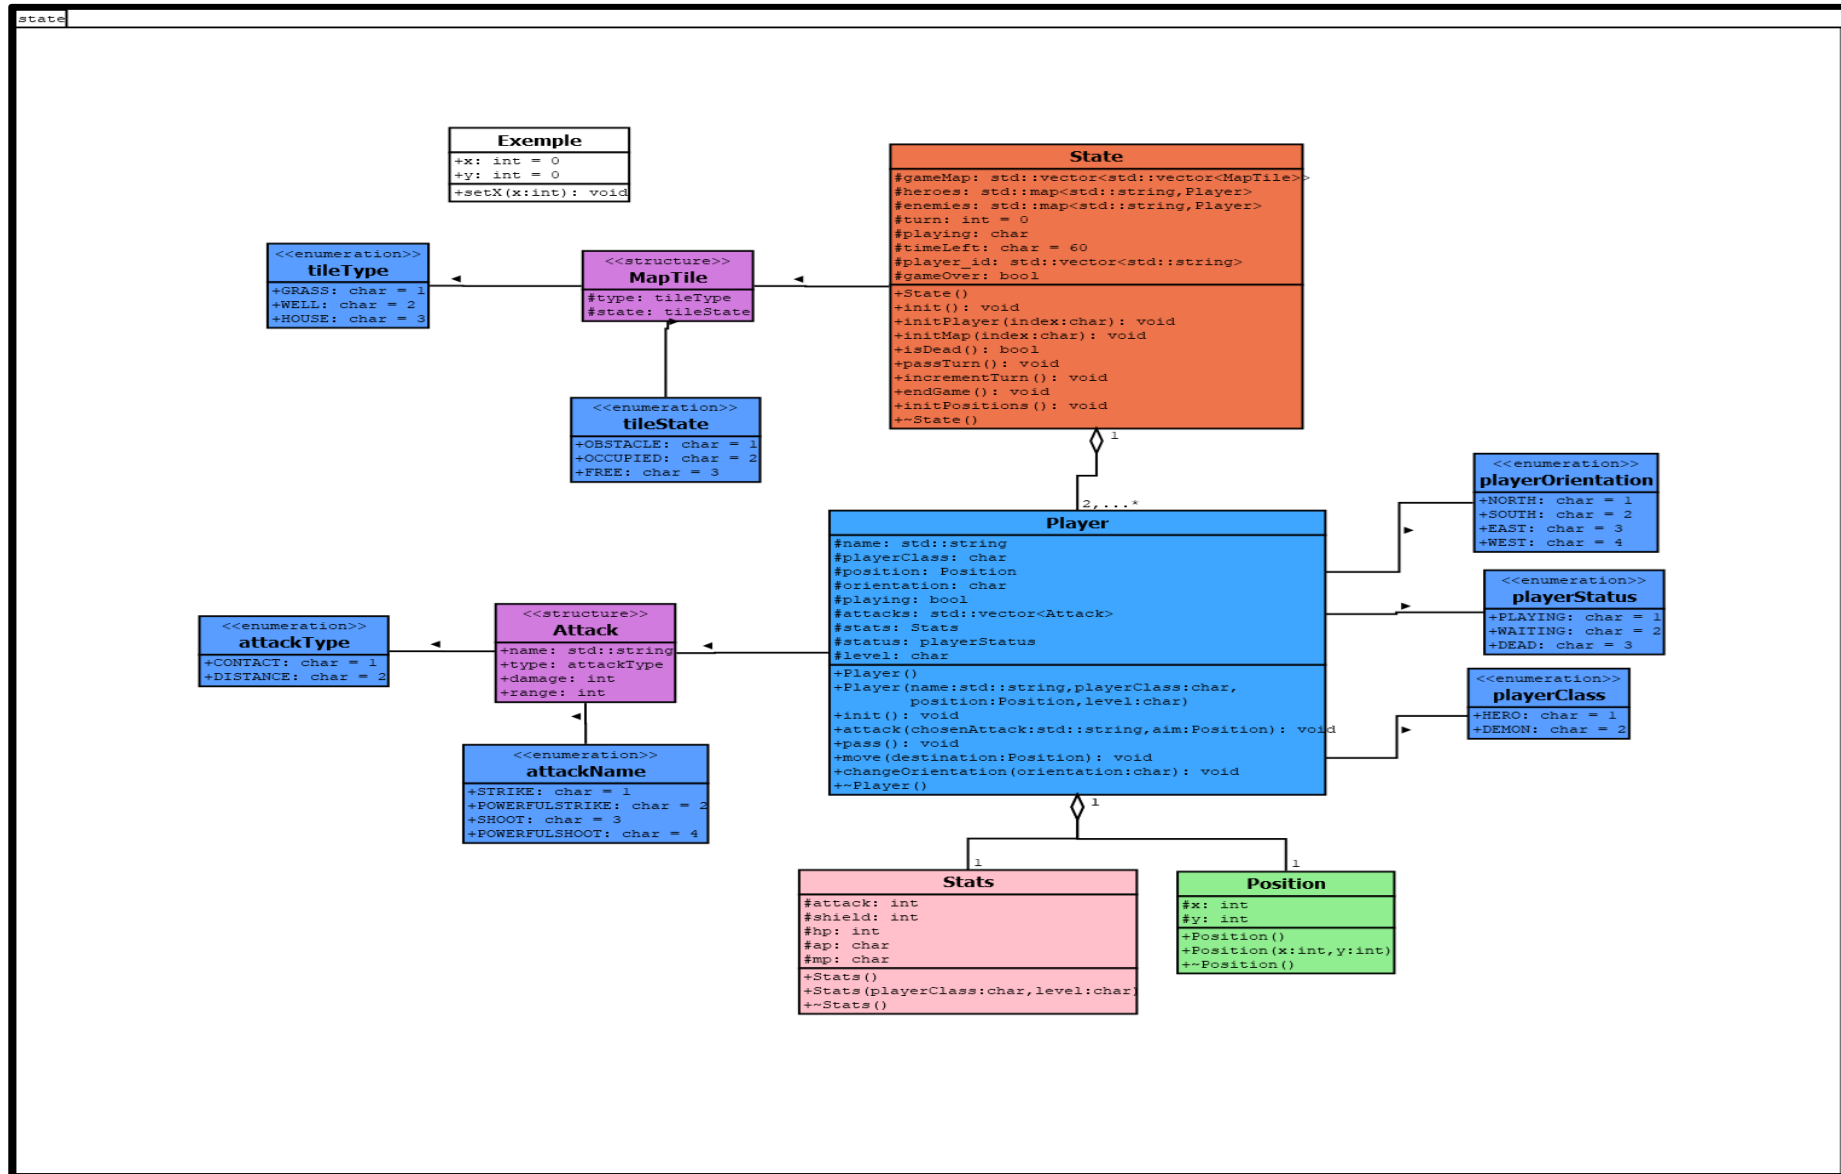 state
Exemple
+x: int = 0
+y: int = 0
+setX(x:int): void
State
#gameMap: std::vector<std::vector<MapTile>>
#heroes: std::map<std::string,Player>
#enemies: std::map<std::string,Player>
#turn: int = 0
#playing: char
#timeLeft: char = 60
#player_id: std::vector<std::string>
#gameOver: bool
+State()
+init(): void
+initPlayer(index:char): void
+initMap(index:char): void
+isDead(): bool
+passTurn(): void
+incrementTurn(): void
+endGame(): void
+initPositions(): void
+~State()
<<enumeration>>
tileType
+GRASS: char = 1
+WELL: char = 2
+HOUSE: char = 3
<<structure>>
MapTile
#type: tileType
#state: tileState
<<enumeration>>
tileState
+OBSTACLE: char = 1
+OCCUPIED: char = 2
+FREE: char = 3
1
2,...*
Player
#name: std::string
#playerClass: char
#position: Position
#orientation: char
#playing: bool
#attacks: std::vector<Attack>
#stats: Stats
#status: playerStatus
#level: char
+Player()
+Player(name:std::string,playerClass:char,
position:Position,level:char)
+init(): void
+attack(chosenAttack:std::string,aim:Position): void
+pass(): void
+move(destination:Position): void
+changeOrientation(orientation:char): void
+~Player()
<<enumeration>>
playerOrientation
+NORTH: char = 1
+SOUTH: char = 2
+EAST: char = 3
+WEST: char = 4
<<enumeration>>
playerStatus
+PLAYING: char = 1
+WAITING: char = 2
+DEAD: char = 3
<<enumeration>>
playerClass
+HERO: char = 1
+DEMON: char = 2
<<enumeration>>
attackType
+CONTACT: char = 1
+DISTANCE: char = 2
<<structure>>
Attack
+name: std::string
+type: attackType
+damage: int
+range: int
<<enumeration>>
attackName
+STRIKE: char = 1
+POWERFULSTRIKE: char = 2
+SHOOT: char = 3
+POWERFULSHOOT: char = 4
1
1
1
Stats
#attack: int
#shield: int
#hp: int
#ap: char
#mp: char
+Stats()
+Stats(playerClass:char,level:char)
+~Stats()
Position
#x: int
#y: int
+Position()
+Position(x:int,y:int)
+~Position()